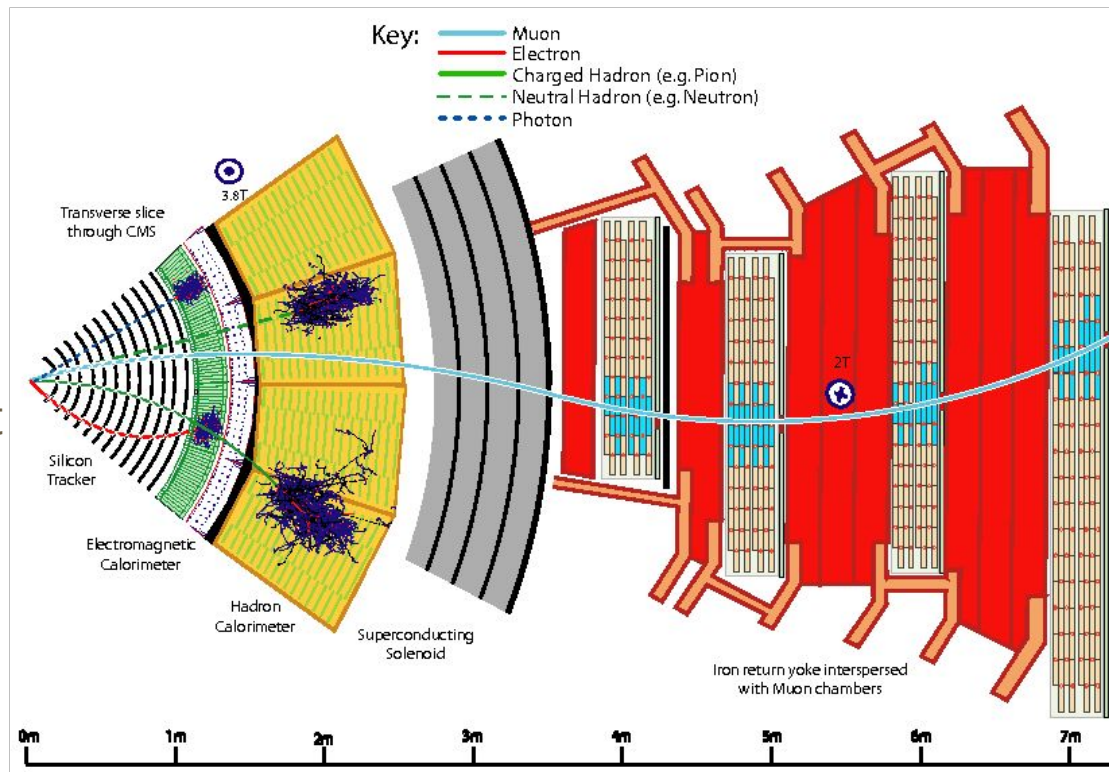 Key:
Muon
Electron
Charged Hadron (e.g. Pion)
Neutral Hadron (e.g. Neutron)
Photon
3.8T
Transverse slice
through CMS
2T
Silicon
Tracker
Electromagnetic
Calorimeter
Hadron
Calorimeter
Superconducting
Solenoid
Iron return yoke interspersed
with Muon chambers
0m 1m 2m 3m 4m 5m 6m 7m